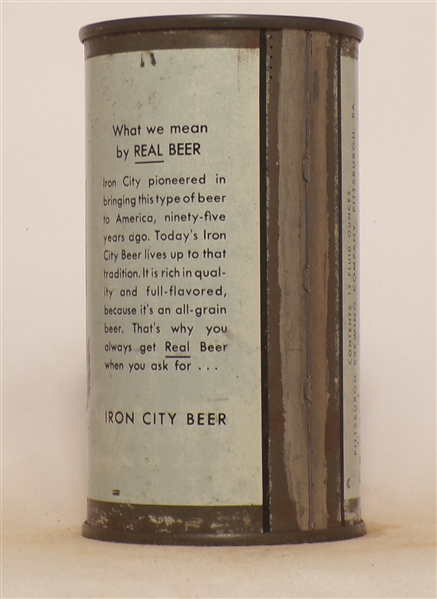 What we mean
by REAL BEER
Iron City pioneered in
bringing this type of beer
to America, ninety-five
years ago. Today's Iron
City Beer lives up to that
tradition. It is rich in qual-
ity and full-flavored,
because it's an all-grain
beer. That's why you
always get Real Beer
when you ask for . . .
IRON CITY BEER
CONTENTS 12 FLUID OUNCES
PITTSBURGH BREWING COMPANY, PITTSBURGH, PA.